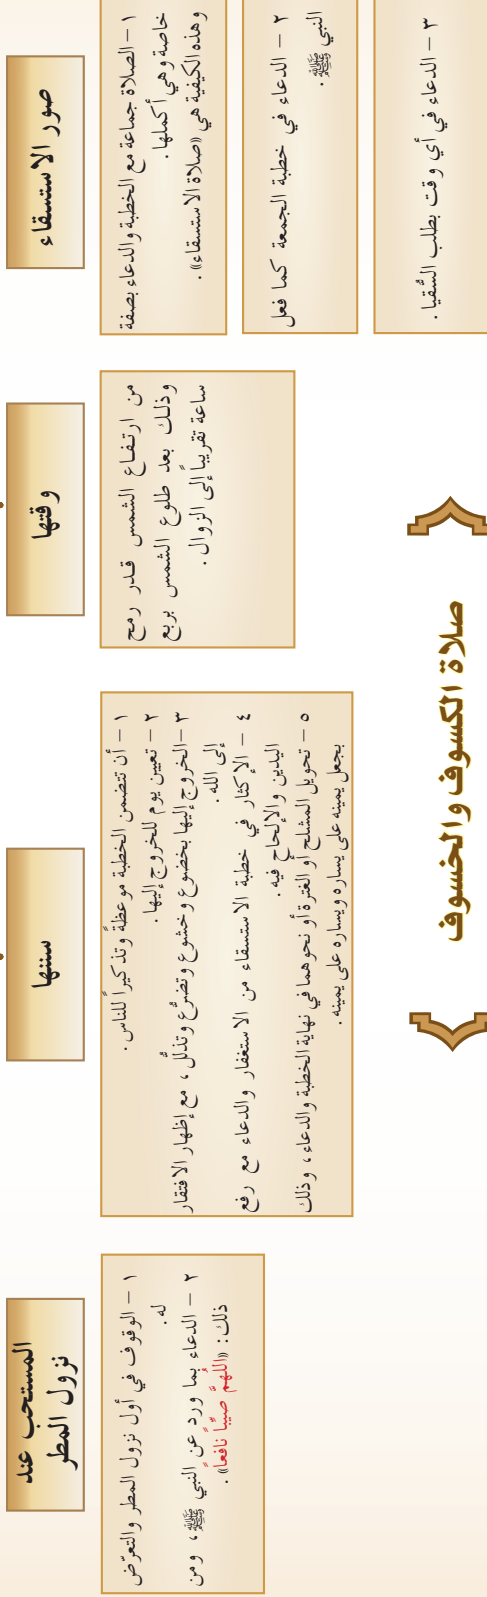 صور الاستسقاء
١ – الصلاة جماعة مع الخطبة والدعاء بصفة
خاصة وهي أكملها .
وهذه الكيفية هي «صلاة الاستسقاء» .
٢ – الدعاء في خطبة الجمعة كما فعل
النبي ﷺ .
٣ – الدعاء في أي وقت بطلب السُّقيا .
وقتها
من ارتفاع الشمس قدر رمح
وذلك بعد طلوع الشمس بربع
ساعة تقريباً إلى الزوال .
سننها
١ – أن تتضمن الخطبة موعظةً وتذكيراً للناس .
٢ – تعيين يوم للخروج إليها .
٣ –الخروج إليها بخضوع وخشوع وتضرُّع وتذلُّل ، مع إظهار الافتقار
إلى الله .
٤ – الإكثار في خطبة الاستسقاء من الاستغفار والدعاء مع رفع
اليدين والإلحاح فيه .
٥ – تحويل المشلح أو الغترة أو نحوهما في نهاية الخطبة والدعاء ، وذلك
بجعل يمينه على يساره ويساره على يمينه .
المستحب عند
نزول المطر
١ – الوقوف في أول نزول المطر والتعرّض
له .
٢ – الدعاء بما ورد عن النبي ﷺ ، ومن
ذلك : «اللهمَّ صيّباً نافعاً» .
صلاة الكسوف والخسوف